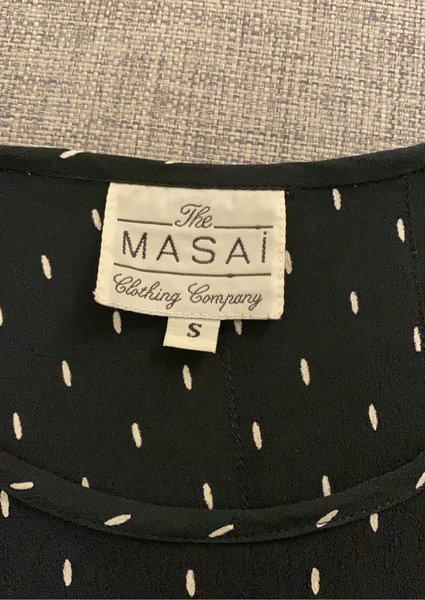 The
MASAi
Clothing Company
S